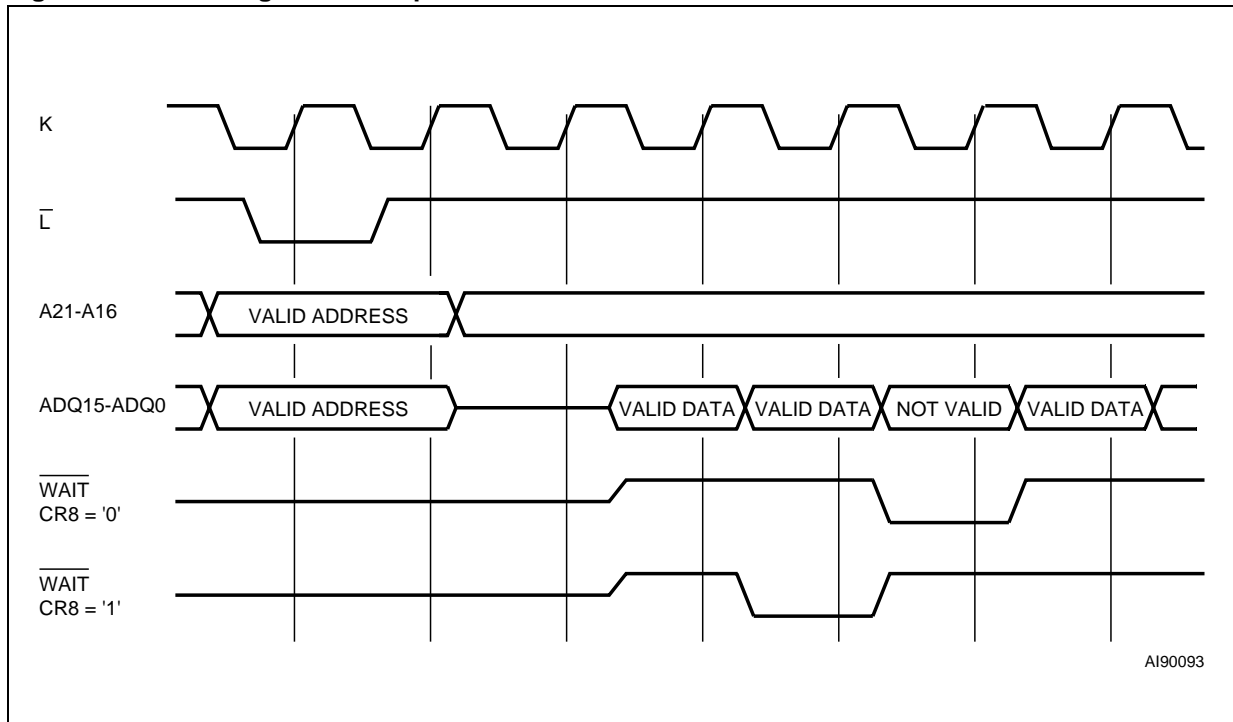 K
L
A21-A16
VALID ADDRESS
ADQ15-ADQ0
VALID ADDRESS
VALID DATA
VALID DATA
NOT VALID
VALID DATA
WAIT
CR8 = '0'
WAIT
CR8 = '1'
AI90093